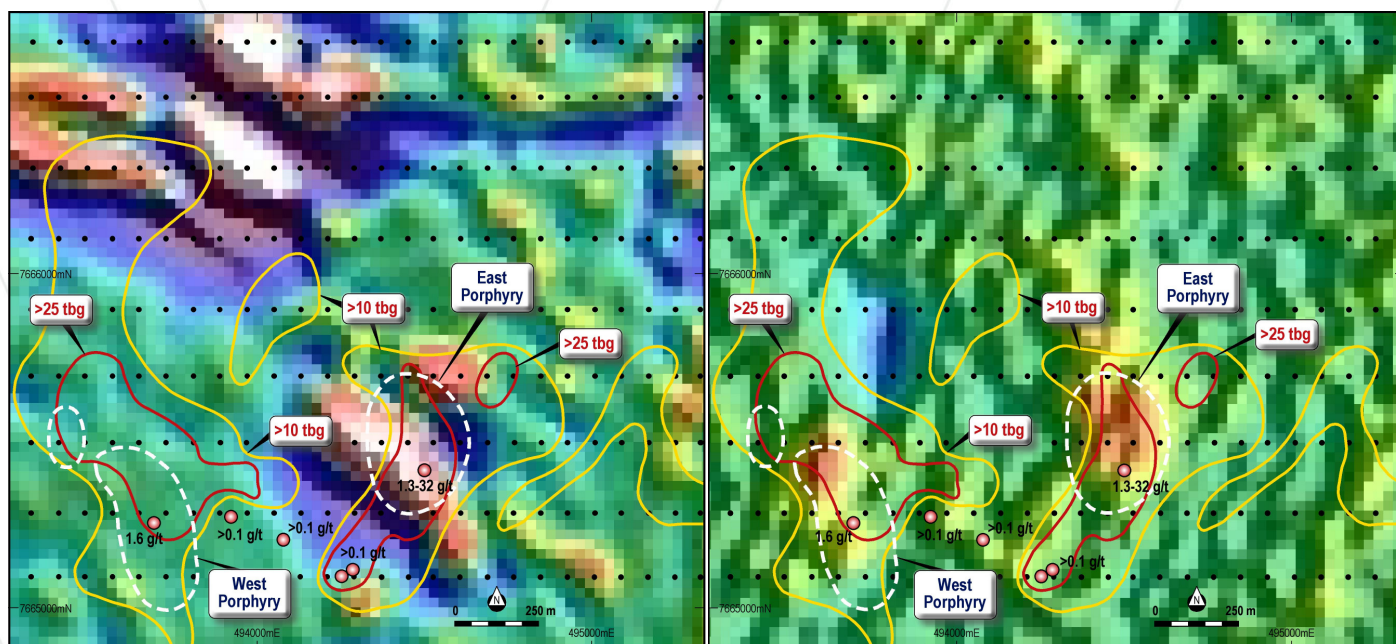 7666000mN
>25 tbg
>10 tbg
East
Porphyry
>25 tbg
>10 tbg
1.3-32 g/t
1.6 g/t
>0.1 g/t
>0.1 g/t
>0.1 g/t
West
Porphyry
N
0 250 m
7665000mN
494000mE
495000mE
7666000mN
>25 tbg
>10 tbg
East
Porphyry
>25 tbg
>10 tbg
1.3-32 g/t
1.6 g/t
>0.1 g/t
>0.1 g/t
>0.1 g/t
West
Porphyry
N
0 250 m
7665000mN
494000mE
495000mE